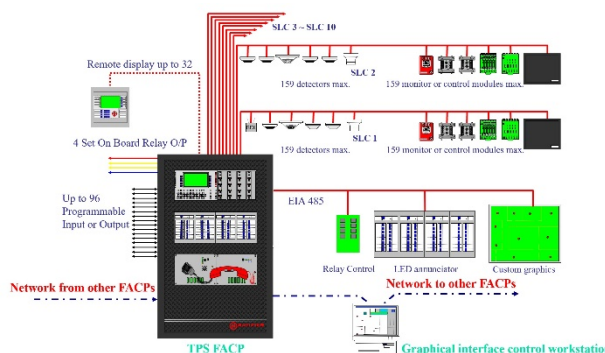 SLC 3 ~ SLC 10
Remote display up to 32
SLC 2
159 detectors max.
159 monitor or control modules max.
4 Set On Board Relay O/P
SLC 1
159 detectors max.
159 monitor or control modules max.
Up to 96
Programmable
Input or Output
EIA 485
Relay Control
LED annunciator
Custom graphics
Network from other FACPs
Network to other FACPs
TPS FACP
Graphical interface control workstatio